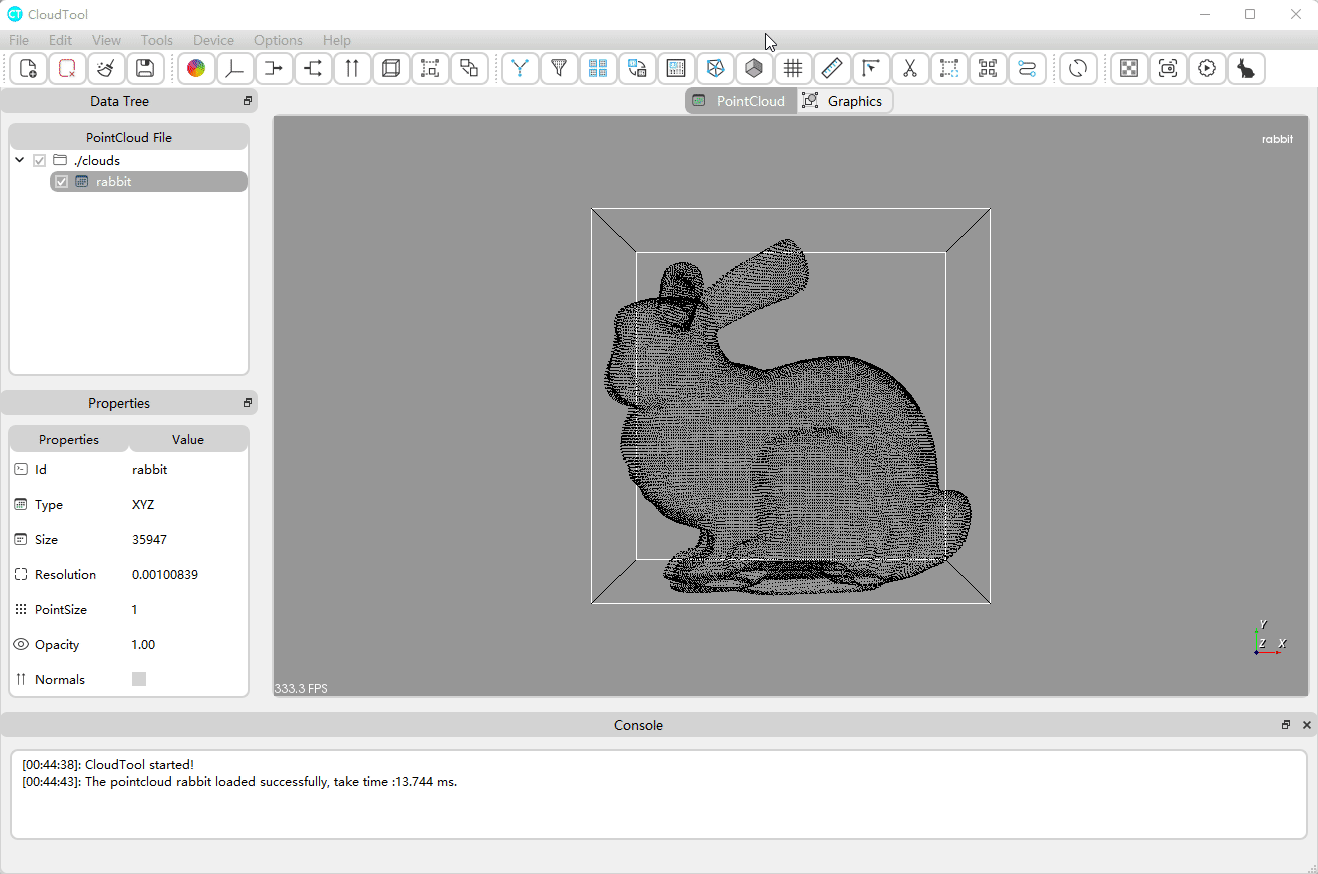 CT CloudTool
File Edit View Tools Device Options Help
Data Tree
PointCloud Graphics
PointCloud File
./clouds
rabbit
rabbit
Properties
Properties Value
Id rabbit
Type XYZ
Size 35947
Resolution 0.00100839
PointSize 1
Opacity 1.00
Normals
Y
Z X
333.3 FPS
Console
[00:44:38]: CloudTool started!
[00:44:43]: The pointcloud rabbit loaded successfully, take time :13.744 ms.